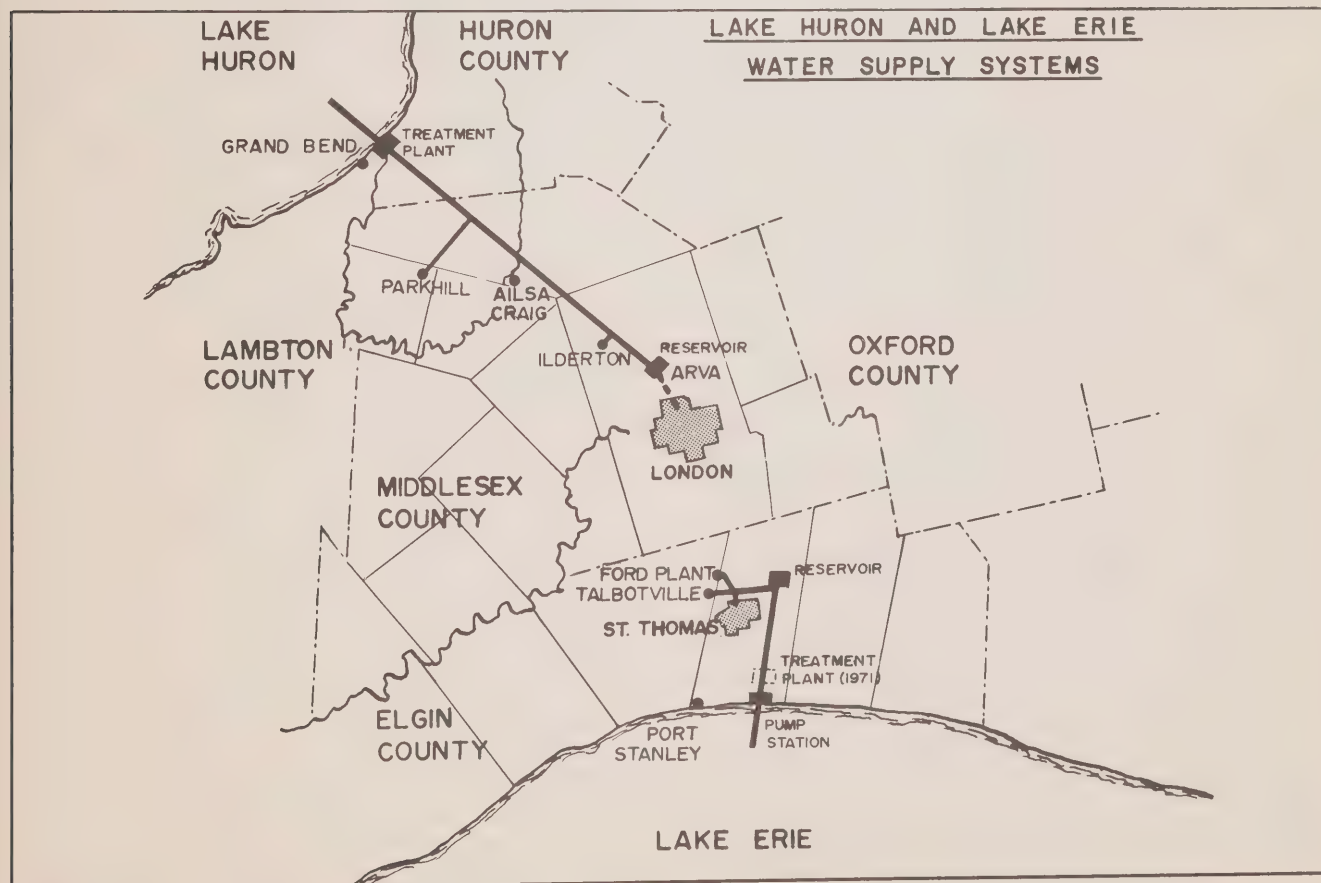 LAKE HURON AND LAKE ERIE
WATER SUPPLY SYSTEMS
LAKE
HURON
HURON
COUNTY
GRAND BEND
TREATMENT
PLANT
PARKHILL
AILSA
CRAIG
LAMBTON
COUNTY
ILDERTON
RESERVOIR
ARVA
OXFORD
COUNTY
LONDON
MIDDLESEX
COUNTY
FORD PLANT
TALBOTVILLE
RESERVOIR
ST. THOMAS
TREATMENT
PLANT (1971)
ELGIN
COUNTY
PORT
STANLEY
PUMP
STATION
LAKE ERIE